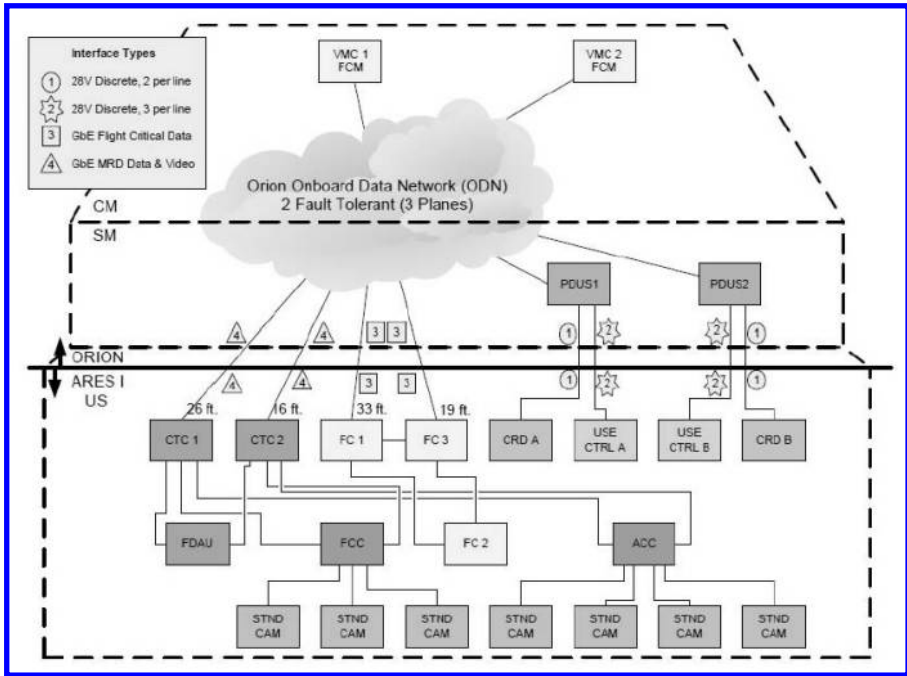 Interface Types
1 28V Discrete, 2 per line
2 28V Discrete, 3 per line
3 GbE Flight Critical Data
4 GbE MRD Data & Video
VMC 1
FCM
VMC 2
FCM
Orion Onboard Data Network (ODN)
2 Fault Tolerant (3 Planes)
CM
SM
PDUS1
PDUS2
4
4
3
3
1
2
2
1
ORION
ARES I
US
4
4
3
3
1
2
2
1
26 ft.
16 ft.
33 ft.
19 ft.
CTC 1
CTC 2
FC 1
FC 3
CRD A
USE
CTRL A
USE
CTRL B
CRD B
FDAU
FCC
FC 2
ACC
STND
CAM
STND
CAM
STND
CAM
STND
CAM
STND
CAM
STND
CAM
STND
CAM